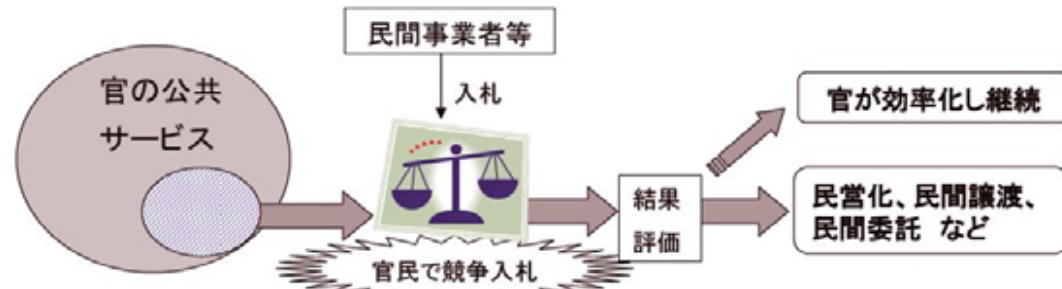 民間事業者等
官の公共
サービス
入札
官が効率化し継続
結果
評価
民営化、民間譲渡、
民間委託 など
官民で競争入札